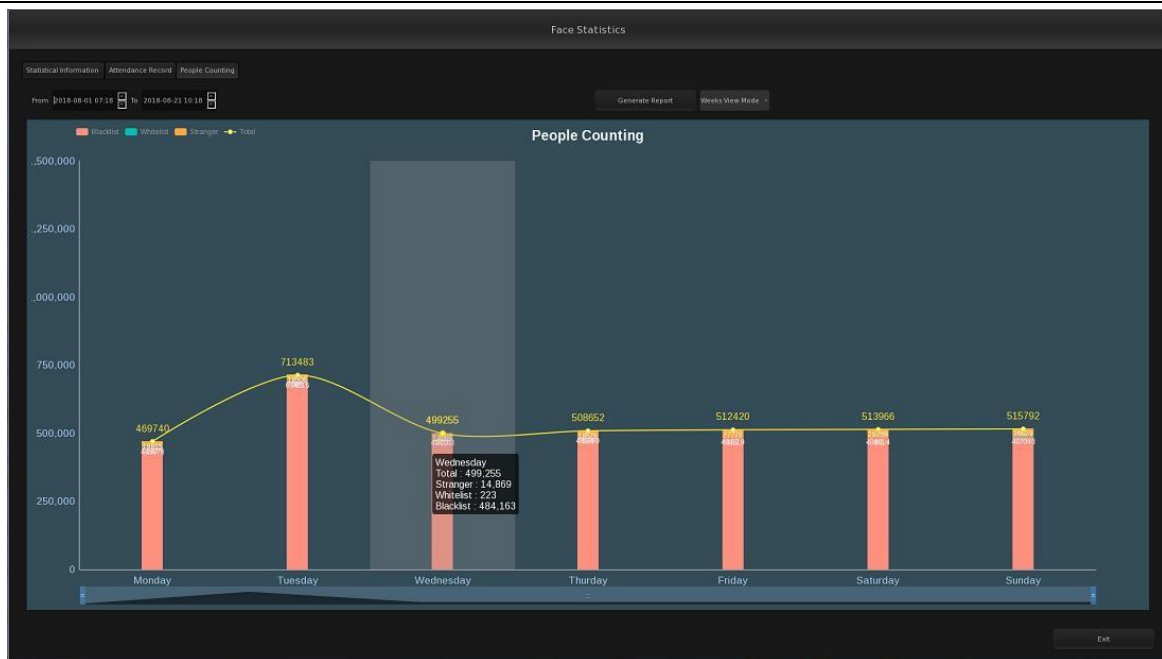 Face Statistics
Statistical Information Attendance Record People Counting
From 2018-08-01 07:18 To 2018-08-21 10:18 Generate Report Weeks View Mode
Blacklist Whitelist Stranger Total
People Counting
.,500,000
.,250,000
.,000,000
750,000
500,000
250,000
0
469740
713483
499255
508652
512420
513966
515792
Wednesday
Total : 499,255
Stranger : 14,869
Whitelist : 223
Blacklist : 484,163
Monday Tuesday Wednesday Thurday Friday Saturday Sunday
Exit